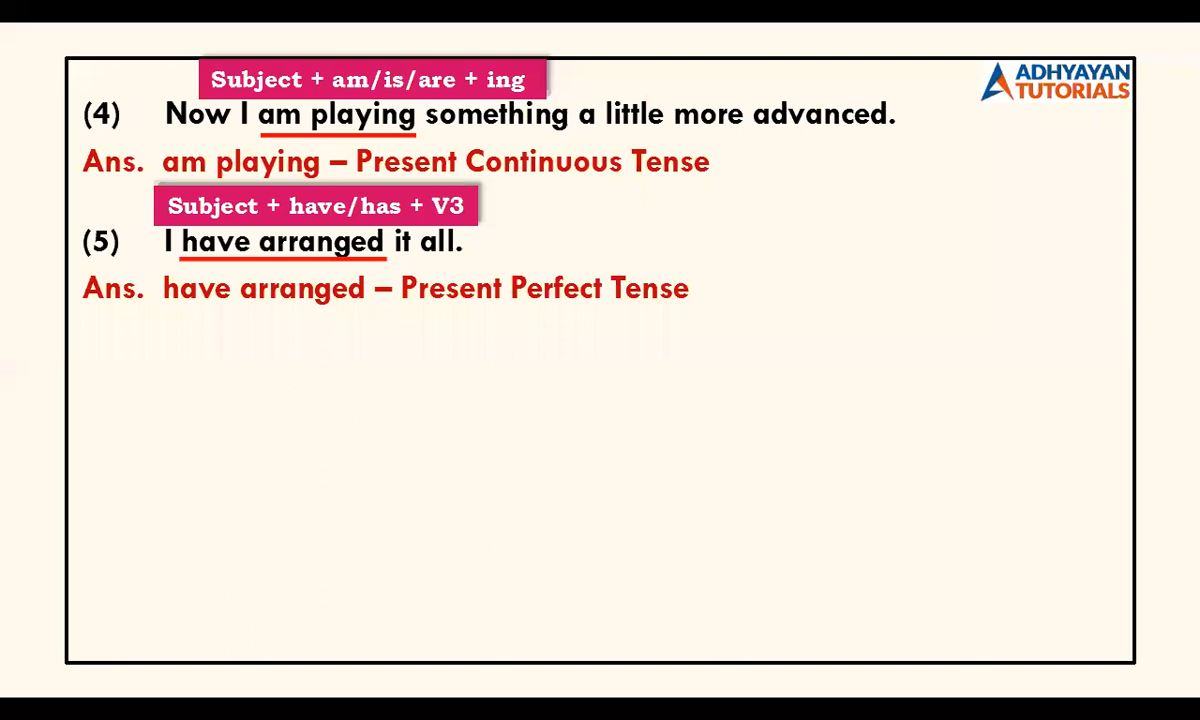 Subject + am/is/are + ing
ADHYAYAN
TUTORIALS
(4) Now I am playing something a little more advanced.
Ans. am playing – Present Continuous Tense
Subject + have/has + V3
(5) I have arranged it all.
Ans. have arranged – Present Perfect Tense